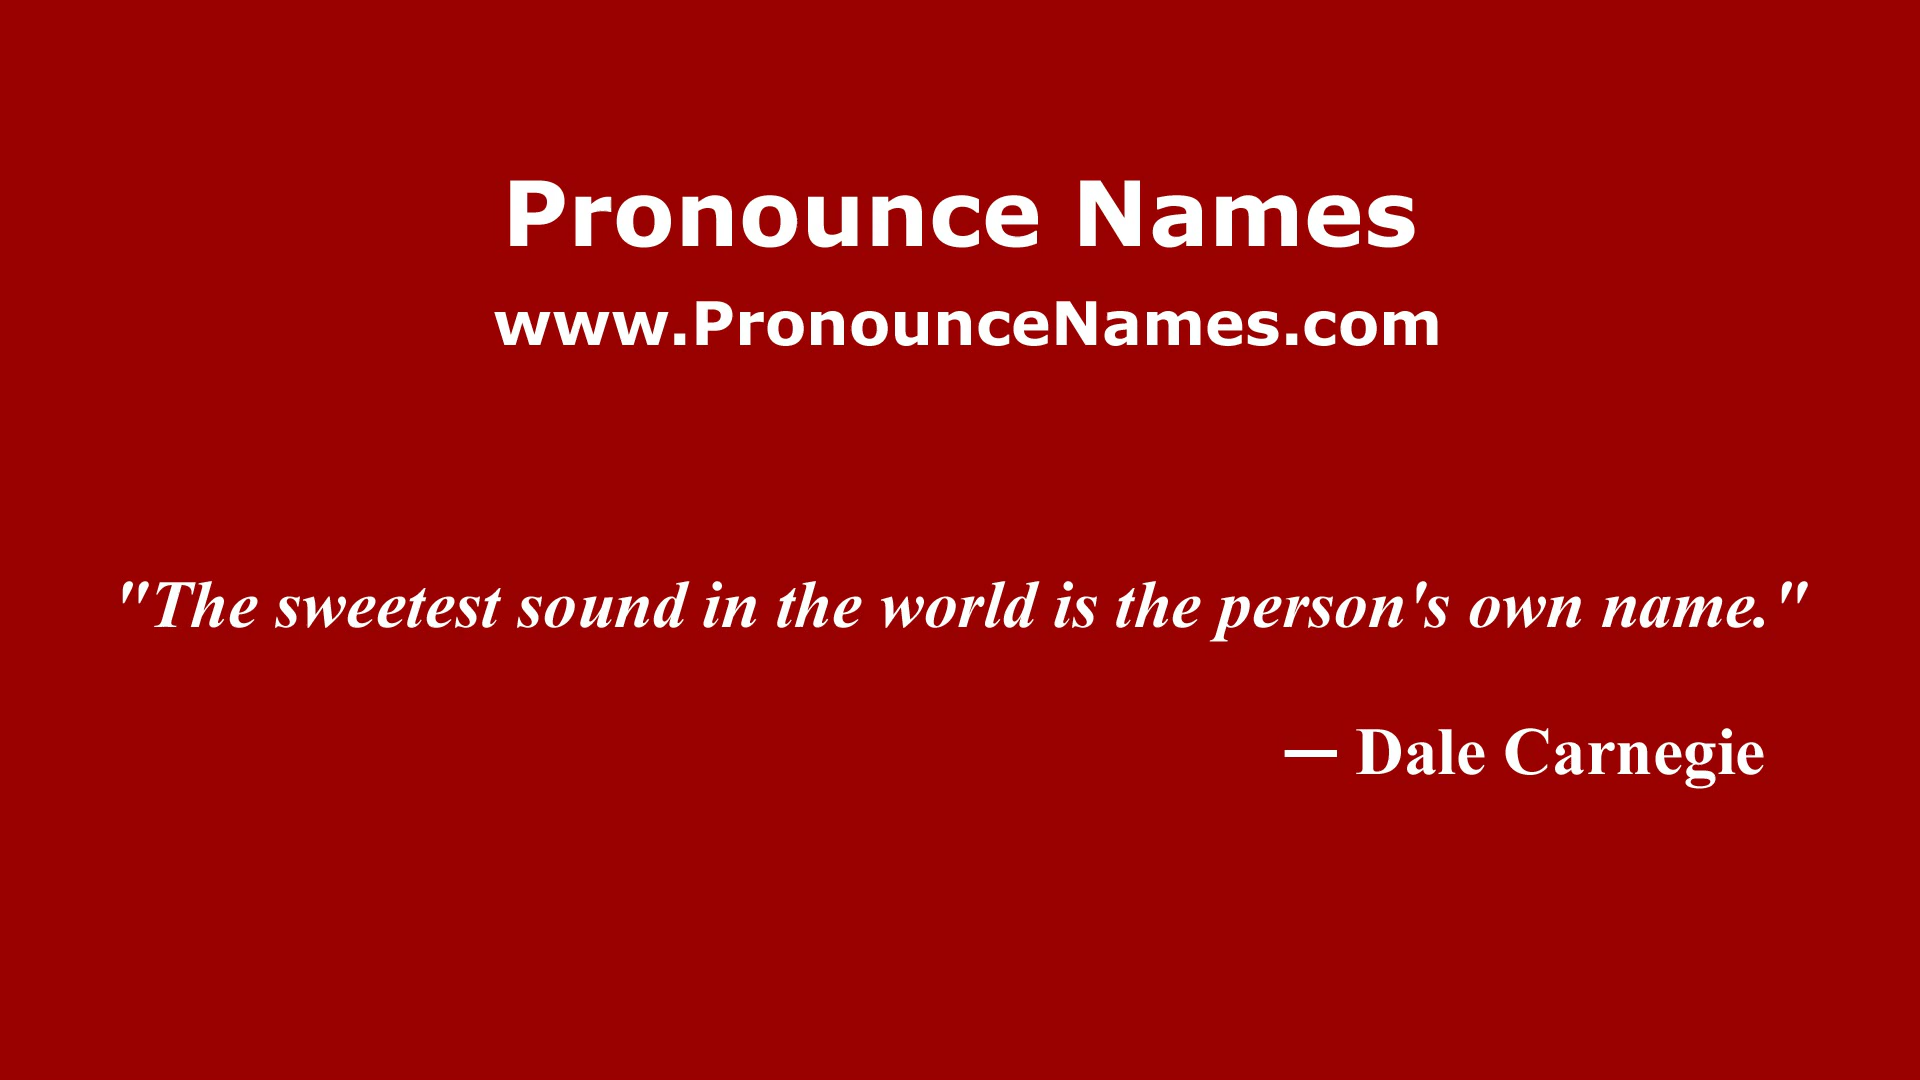 Pronounce Names
www.PronounceNames.com
"The sweetest sound in the world is the person's own name."
— Dale Carnegie